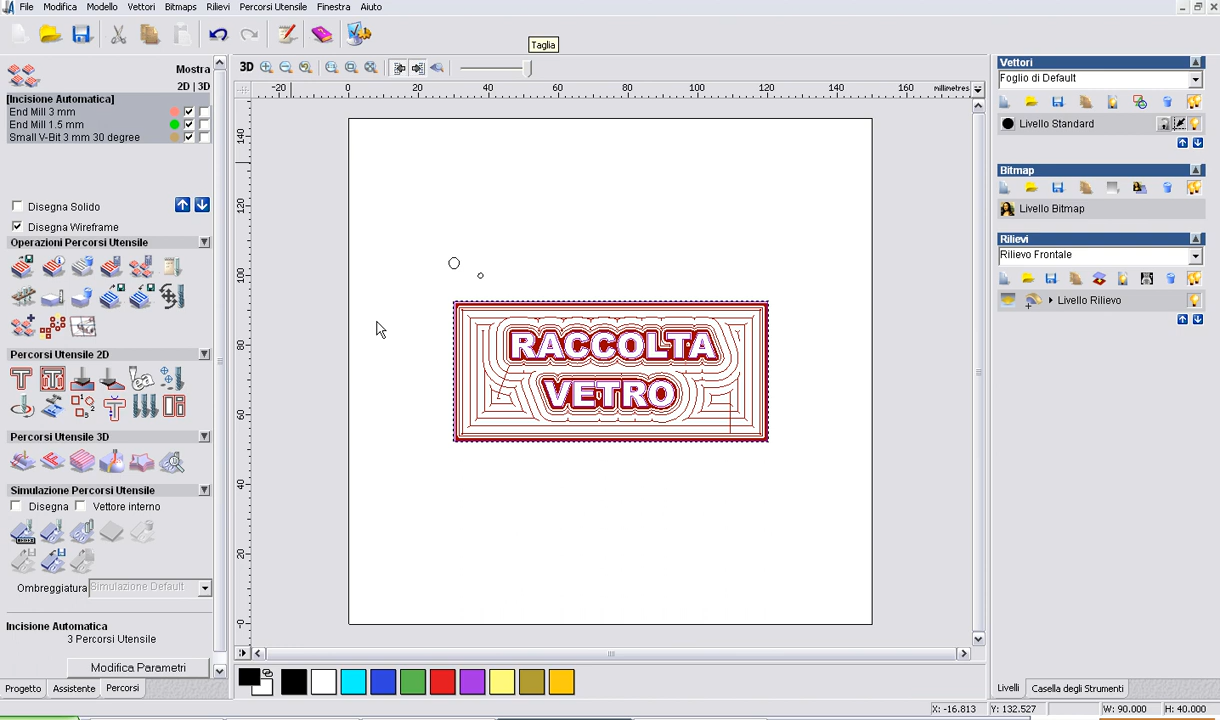 File Modifica Modello Vettori Bitmaps Rilievi Percorsi Utensile Finestra Aiuto
Taglia
Mostra
2D | 3D
[Incisione Automatica]
End Mill 3 mm
End Mill 1.5 mm
Small V-Bit 3 mm 30 degree
Disegna Solido
Disegna Wireframe
Operazioni Percorsi Utensile
Percorsi Utensile 2D
Percorsi Utensile 3D
Simulazione Percorsi Utensile
Disegna Vettore interno
Ombreggiatura Simulazione Default
Incisione Automatica
3 Percorsi Utensile
Modifica Parametri
Progetto Assistente Percorsi
3D
-20 0 20 40 60 80 100 120 140 millimetres
140
120
100
80
60
40
20
-0
RACCOLTA
VETRO
Vettori
Foglio di Default
Livello Standard
Bitmap
Livello Bitmap
Rilievi
Rilievo Frontale
Livello Rilievo
Livelli Casella degli Strumenti
X: -16.813 Y: 132.527 W: 90.000 H: 40.000